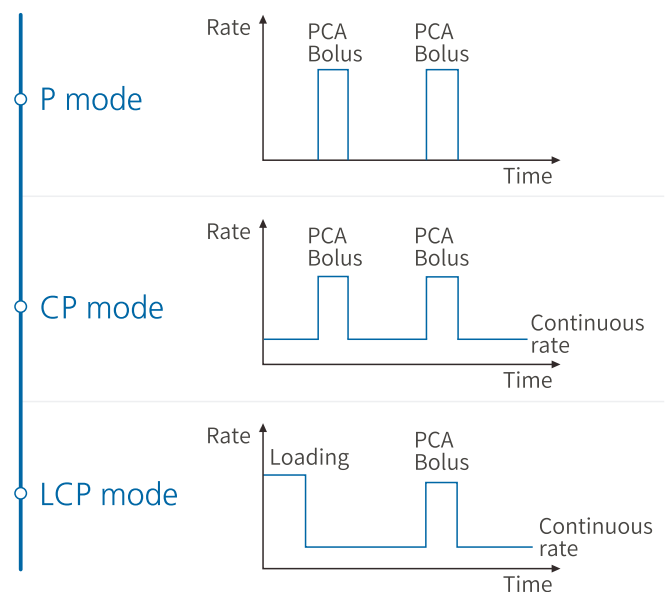 P mode
Rate
PCA
Bolus
PCA
Bolus
Time
CP mode
Rate
PCA
Bolus
PCA
Bolus
Continuous
rate
Time
LCP mode
Rate
Loading
PCA
Bolus
Continuous
rate
Time